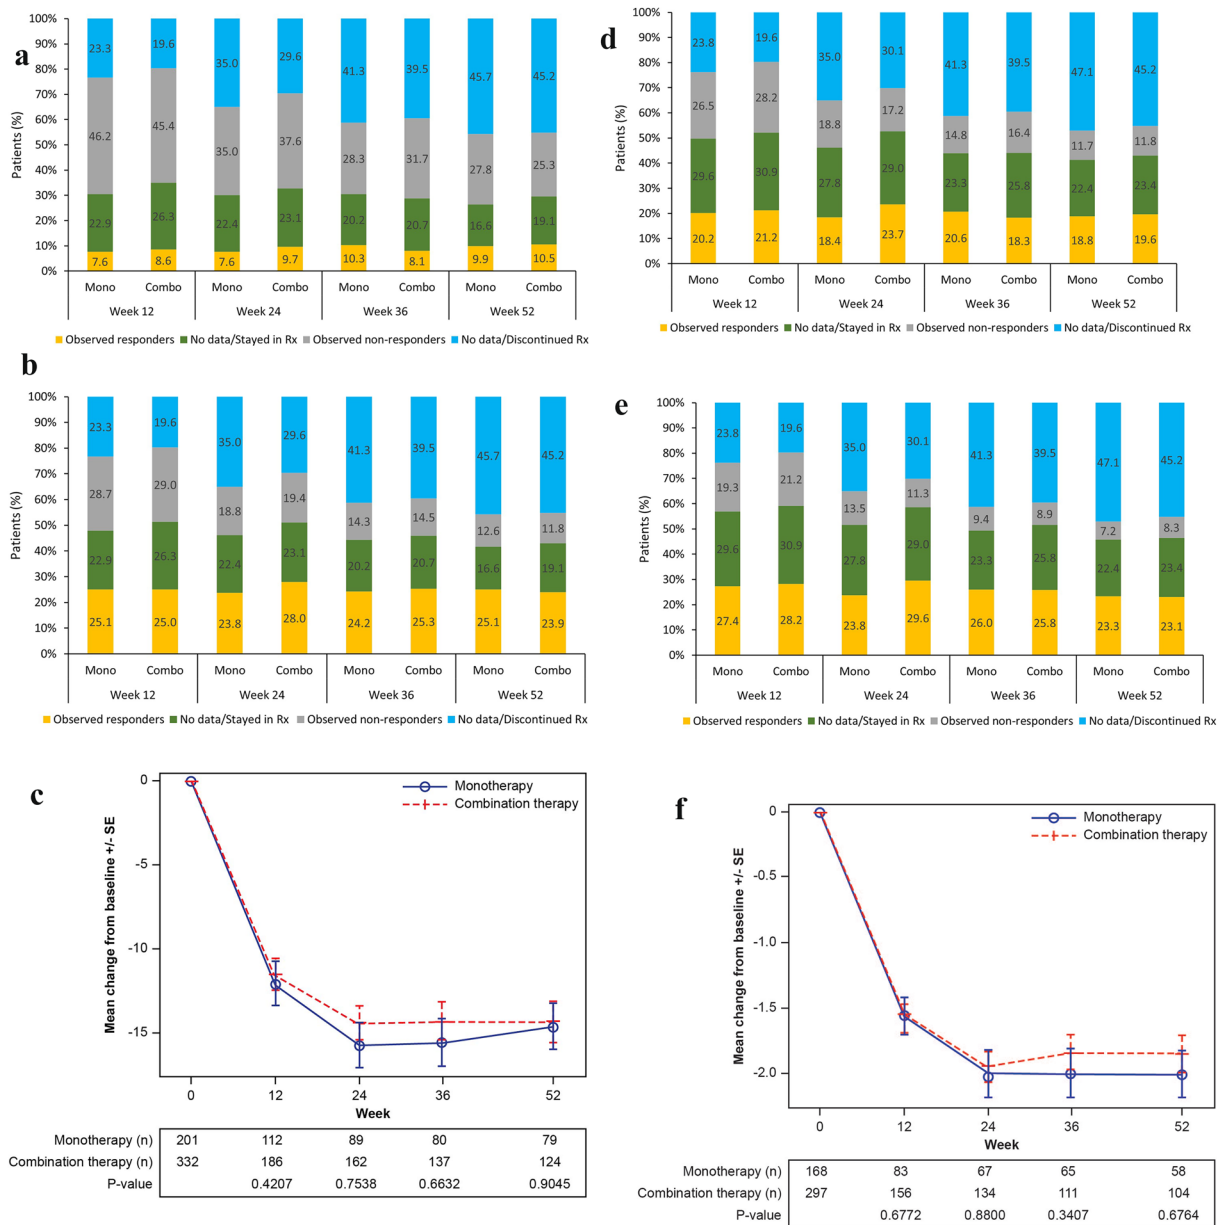 a
100%
90%
80%
70%
60%
50%
40%
30%
20%
10%
0%
Patients (%)
23.3 19.6 35.0 29.6 41.3 39.5 45.7 45.2
46.2 45.4 35.0 37.6 28.3 31.7 27.8 25.3
22.9 26.3 22.4 23.1 20.2 20.7 16.6 19.1
7.6 8.6 7.6 9.7 10.3 8.1 9.9 10.5
Mono Combo Mono Combo Mono Combo Mono Combo
Week 12 Week 24 Week 36 Week 52
Observed responders No data/Stayed in Rx Observed non-responders No data/Discontinued Rx
d
100%
90%
80%
70%
60%
50%
40%
30%
20%
10%
0%
Patients (%)
23.8 19.6 35.0 30.1 41.3 39.5 47.1 45.2
26.5 28.2 18.8 17.2 14.8 16.4 11.7 11.8
29.6 30.9 27.8 29.0 23.3 25.8 22.4 23.4
20.2 21.2 18.4 23.7 20.6 18.3 18.8 19.6
Mono Combo Mono Combo Mono Combo Mono Combo
Week 12 Week 24 Week 36 Week 52
Observed responders No data/Stayed in Rx Observed non-responders No data/Discontinued Rx
b
100%
90%
80%
70%
60%
50%
40%
30%
20%
10%
0%
Patients (%)
23.3 19.6 35.0 29.6 41.3 39.5 45.7 45.2
28.7 29.0 18.8 19.4 14.3 14.5 12.6 11.8
22.9 26.3 22.4 23.1 20.2 20.7 16.6 19.1
25.1 25.0 23.8 28.0 24.2 25.3 25.1 23.9
Mono Combo Mono Combo Mono Combo Mono Combo
Week 12 Week 24 Week 36 Week 52
Observed responders No data/Stayed in Rx Observed non-responders No data/Discontinued Rx
e
100%
90%
80%
70%
60%
50%
40%
30%
20%
10%
0%
Patients (%)
23.8 19.6 35.0 30.1 41.3 39.5 47.1 45.2
19.3 21.2 13.5 11.3 9.4 8.9 7.2 8.3
29.6 30.9 27.8 29.0 23.3 25.8 22.4 23.4
27.4 28.2 23.8 29.6 26.0 25.8 23.3 23.1
Mono Combo Mono Combo Mono Combo Mono Combo
Week 12 Week 24 Week 36 Week 52
Observed responders No data/Stayed in Rx Observed non-responders No data/Discontinued Rx
c
Monotherapy
Combination therapy
Mean change from baseline +/- SE
0
-5
-10
-15
0 12 24 36 52
Week
Monotherapy (n) 201 112 89 80 79
Combination therapy (n) 332 186 162 137 124
P-value 0.4207 0.7538 0.6632 0.9045
f
Monotherapy
Combination therapy
Mean change from baseline +/- SE
0
-0.5
-1.0
-1.5
-2.0
0 12 24 36 52
Week
Monotherapy (n) 168 83 67 65 58
Combination therapy (n) 297 156 134 111 104
P-value 0.6772 0.8800 0.3407 0.6764